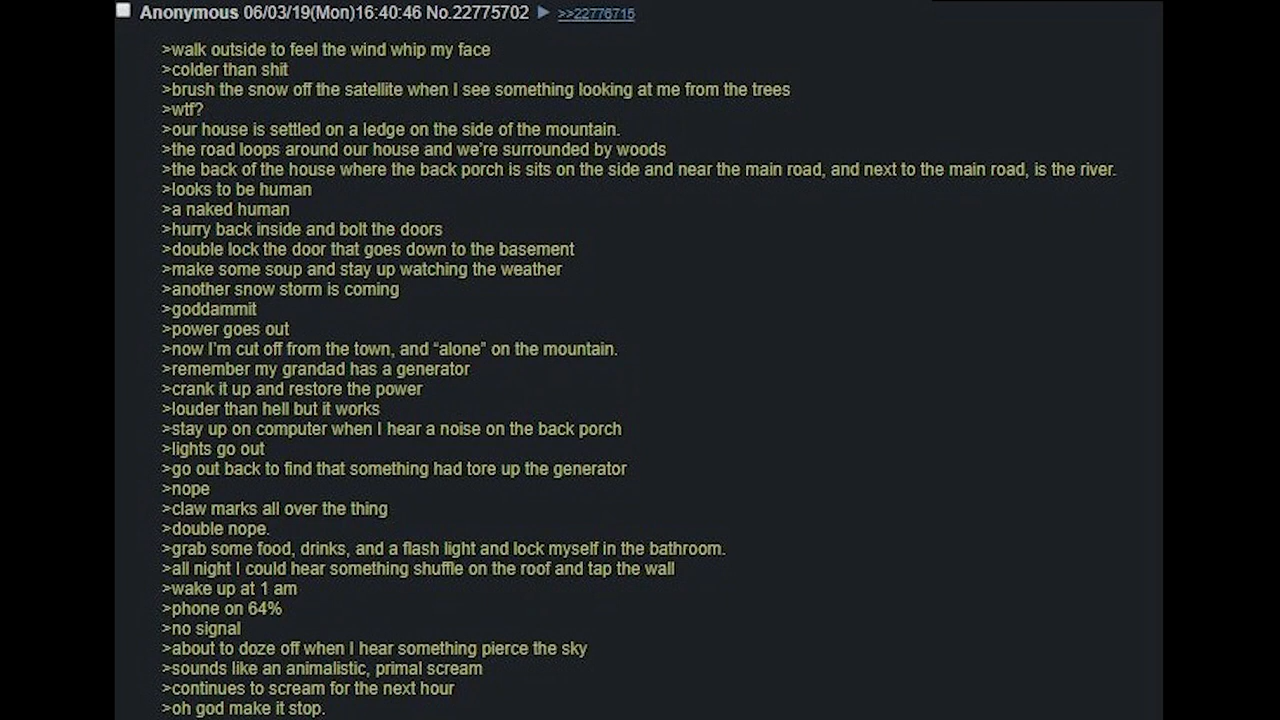 Anonymous 06/03/19(Mon)16:40:46 No.22775702 ▶ >>22776715
>walk outside to feel the wind whip my face
>colder than shit
>brush the snow off the satellite when I see something looking at me from the trees
>wtf?
>our house is settled on a ledge on the side of the mountain.
>the road loops around our house and we’re surrounded by woods
>the back of the house where the back porch is sits on the side and near the main road, and next to the main road, is the river.
>looks to be human
>a naked human
>hurry back inside and bolt the doors
>double lock the door that goes down to the basement
>make some soup and stay up watching the weather
>another snow storm is coming
>goddammit
>power goes out
>now I’m cut off from the town, and “alone” on the mountain.
>remember my grandad has a generator
>crank it up and restore the power
>louder than hell but it works
>stay up on computer when I hear a noise on the back porch
>lights go out
>go out back to find that something had tore up the generator
>nope
>claw marks all over the thing
>double nope.
>grab some food, drinks, and a flash light and lock myself in the bathroom.
>all night I could hear something shuffle on the roof and tap the wall
>wake up at 1 am
>phone on 64%
>no signal
>about to doze off when I hear something pierce the sky
>sounds like an animalistic, primal scream
>continues to scream for the next hour
>oh god make it stop.